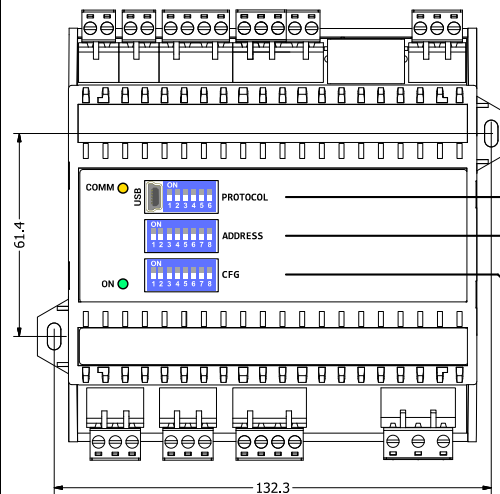 COMM
USB
ON
1 2 3 4 5 6
PROTOCOL
ON
1 2 3 4 5 6 7 8
ADDRESS
ON
1 2 3 4 5 6 7 8
CFG
ON
61.4
132.3